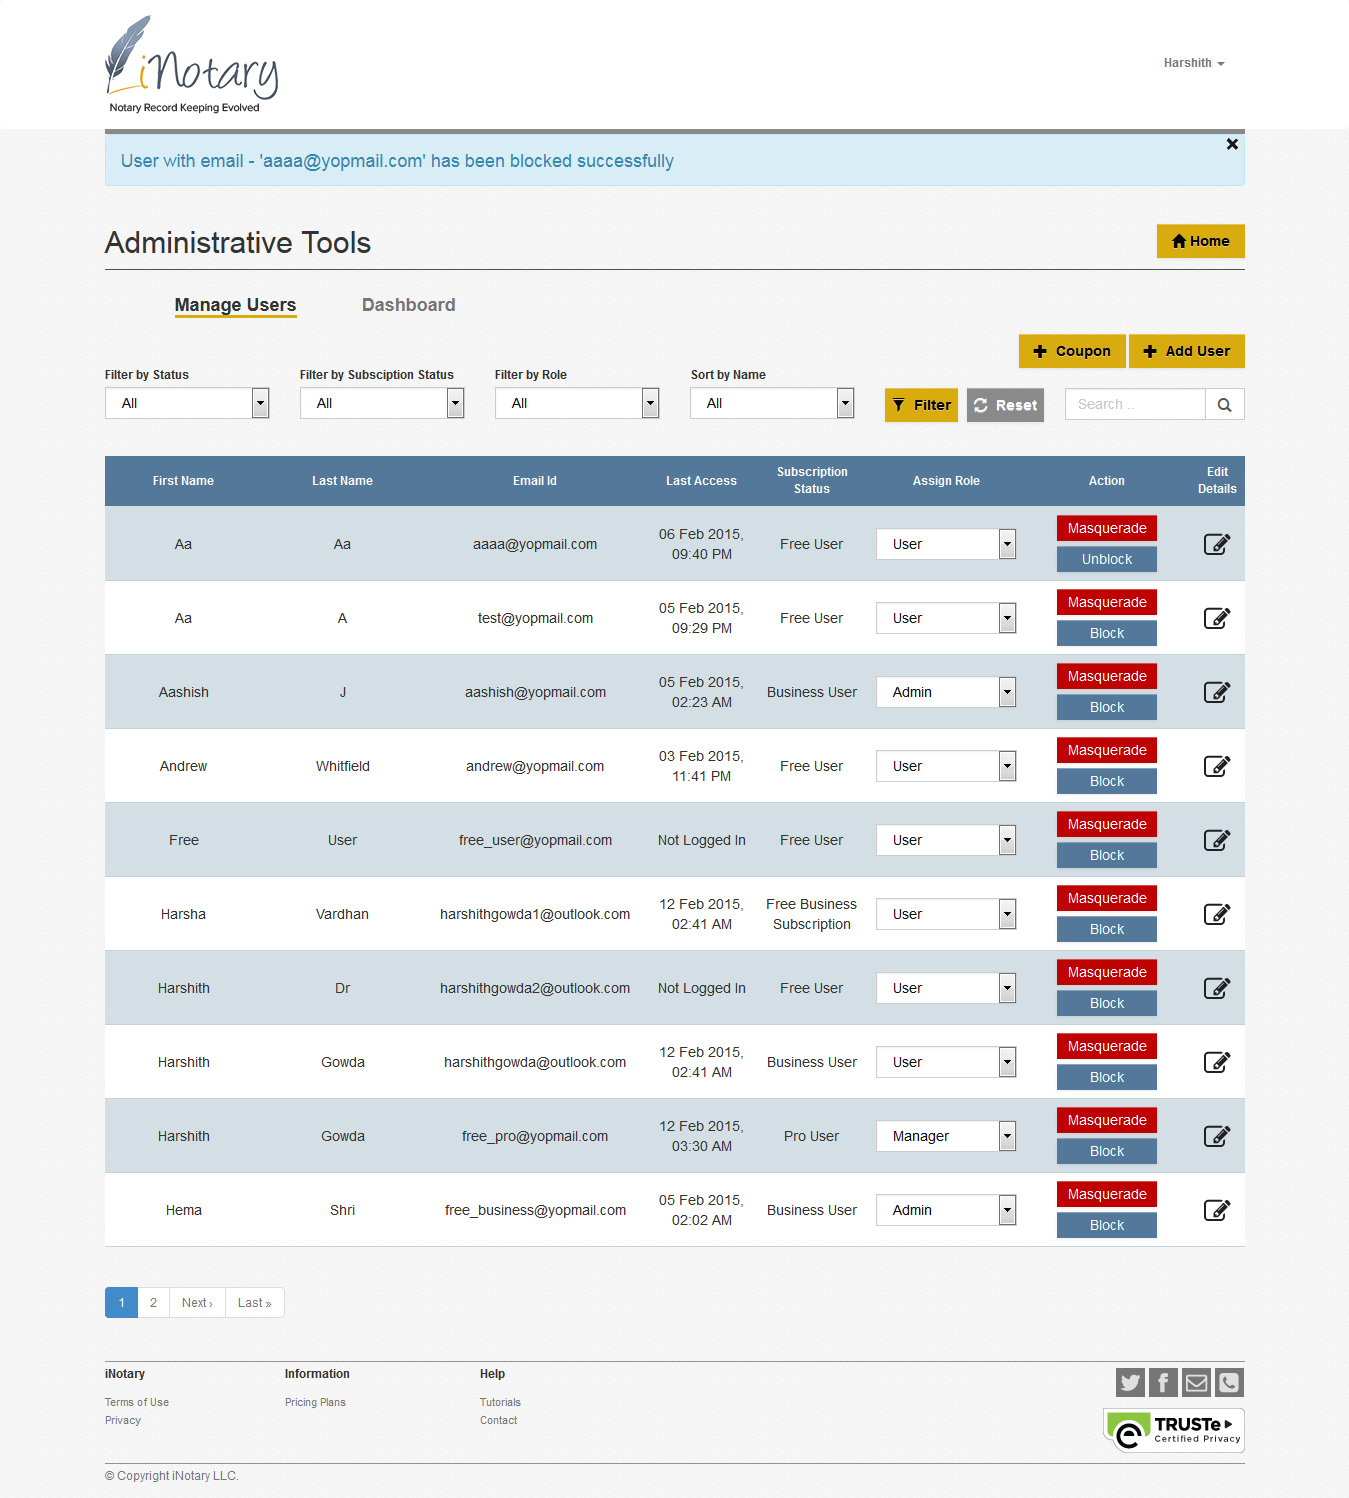 iNotary
Notary Record Keeping Evolved
Harshith
User with email - 'aaaa@yopmail.com' has been blocked successfully
Administrative Tools
Home
Manage Users Dashboard
Coupon Add User
Filter by Status Filter by Subsciption Status Filter by Role Sort by Name
All All All All Filter Reset Search ..
First Name Last Name Email Id Last Access Subscription Status Assign Role Action Edit Details
Aa Aa aaaa@yopmail.com 06 Feb 2015, 09:40 PM Free User User Masquerade Unblock
Aa A test@yopmail.com 05 Feb 2015, 09:29 PM Free User User Masquerade Block
Aashish J aashish@yopmail.com 05 Feb 2015, 02:23 AM Business User Admin Masquerade Block
Andrew Whitfield andrew@yopmail.com 03 Feb 2015, 11:41 PM Free User User Masquerade Block
Free User free_user@yopmail.com Not Logged In Free User User Masquerade Block
Harsha Vardhan harshithgowda1@outlook.com 12 Feb 2015, 02:41 AM Free Business Subscription User Masquerade Block
Harshith Dr harshithgowda2@outlook.com Not Logged In Free User User Masquerade Block
Harshith Gowda harshithgowda@outlook.com 12 Feb 2015, 02:41 AM Business User User Masquerade Block
Harshith Gowda free_pro@yopmail.com 12 Feb 2015, 03:30 AM Pro User Manager Masquerade Block
Hema Shri free_business@yopmail.com 05 Feb 2015, 02:02 AM Business User Admin Masquerade Block
1 2 Next › Last »
iNotary Information Help
Terms of Use Pricing Plans Tutorials
Privacy Contact
TRUSTe
Certified Privacy
© Copyright iNotary LLC.